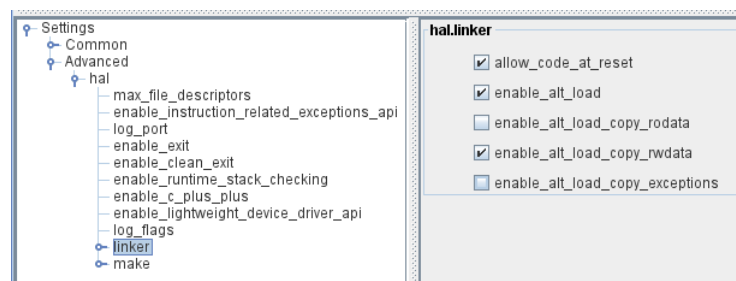 Settings
Common
Advanced
hal
max_file_descriptors
enable_instruction_related_exceptions_api
log_port
enable_exit
enable_clean_exit
enable_runtime_stack_checking
enable_c_plus_plus
enable_lightweight_device_driver_api
log_flags
linker
make
hal.linker
allow_code_at_reset
enable_alt_load
enable_alt_load_copy_rodata
enable_alt_load_copy_rwdata
enable_alt_load_copy_exceptions